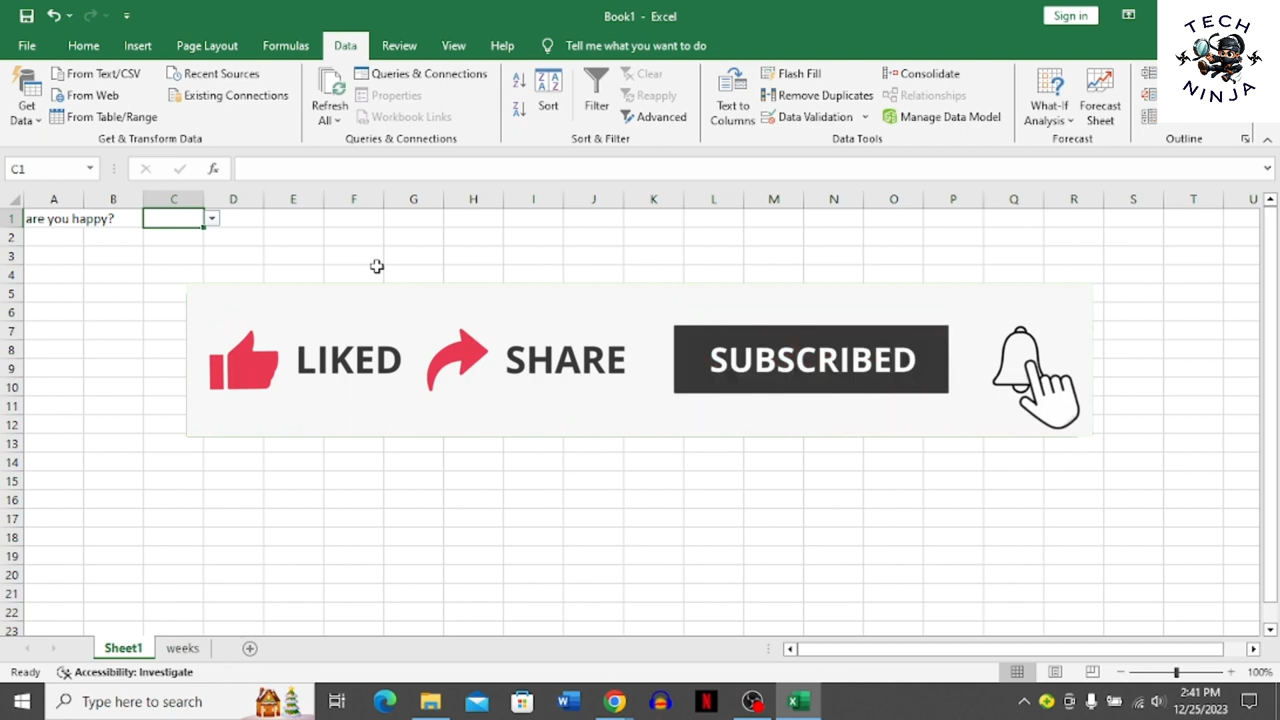 Book1 - Excel
Sign in
TECH
NINJA
File Home Insert Page Layout Formulas Data Review View Help Tell me what you want to do
Get Data
From Text/CSV
From Web
From Table/Range
Recent Sources
Existing Connections
Get & Transform Data
Refresh All
Queries & Connections
Properties
Workbook Links
Queries & Connections
Sort
Filter
Clear
Reapply
Advanced
Sort & Filter
Text to Columns
Flash Fill
Remove Duplicates
Data Validation
Consolidate
Relationships
Manage Data Model
Data Tools
What-If Analysis
Forecast Sheet
Forecast
Outline
C1
fx
A B C D E F G H I J K L M N O P Q R S T U
1 are you happy?
2
3
4
5
6
7
8
9
10
11
12
13
14
15
16
17
18
19
20
21
22
23
LIKED SHARE SUBSCRIBED
Sheet1 weeks
Ready Accessibility: Investigate 100%
Type here to search
2:41 PM
12/25/2023